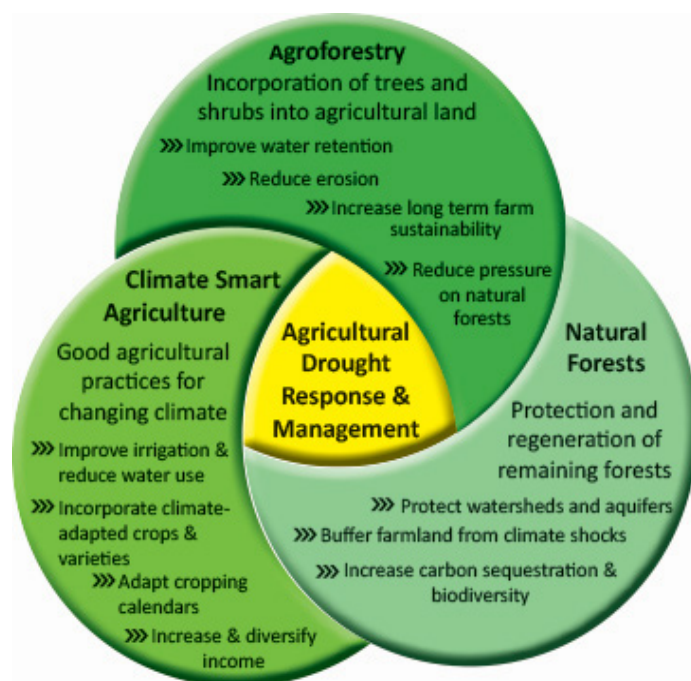 Agroforestry
Incorporation of trees and
shrubs into agricultural land
>>> Improve water retention
>>> Reduce erosion
>>> Increase long term farm
sustainability
>>> Reduce pressure
on natural
forests
Climate Smart
Agriculture
Good agricultural
practices for
changing climate
>>> Improve irrigation &
reduce water use
>>> Incorporate climate-
adapted crops &
varieties
>>> Adapt cropping
calendars
>>> Increase & diversify
income
Agricultural
Drought
Response &
Management
Natural
Forests
Protection and
regeneration of
remaining forests
>>> Protect watersheds and aquifers
>>> Buffer farmland from climate shocks
>>> Increase carbon sequestration &
biodiversity